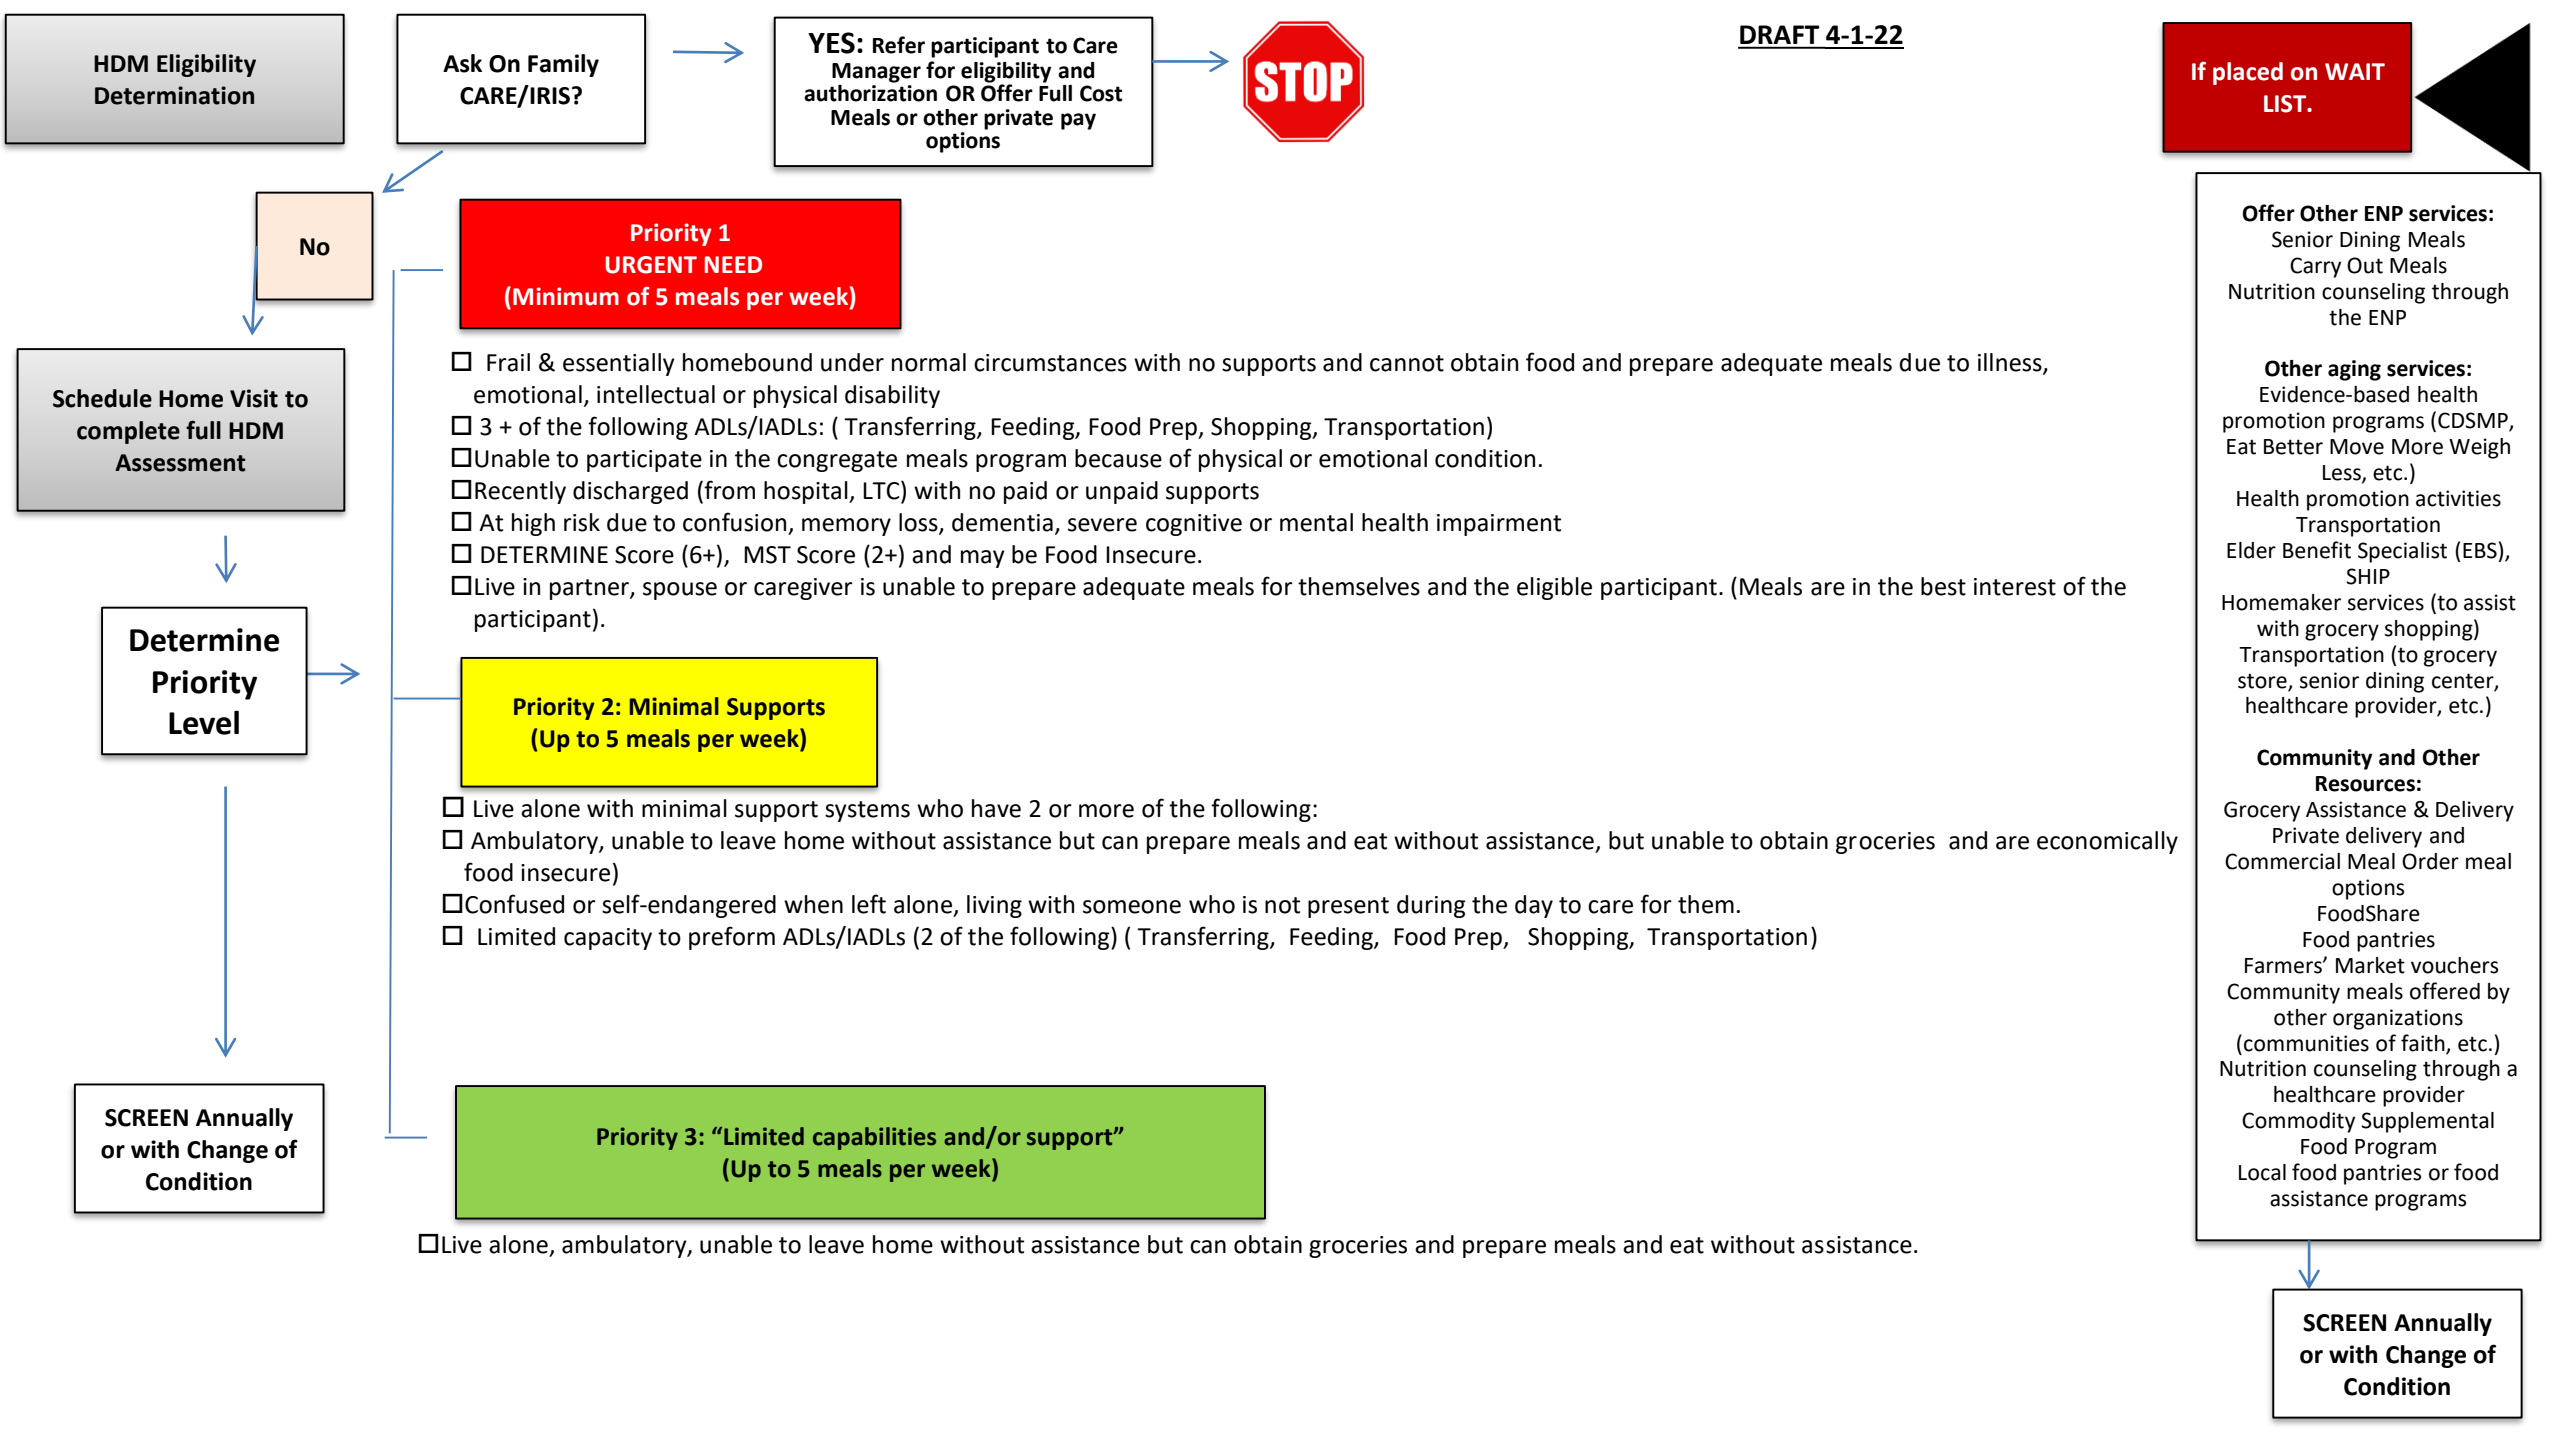 HDM Eligibility
Determination
Ask On Family
CARE/IRIS?
YES: Refer participant to Care
Manager for eligibility and
authorization OR Offer Full Cost
Meals or other private pay
options
STOP
DRAFT 4-1-22
If placed on WAIT
LIST.
No
Priority 1
URGENT NEED
(Minimum of 5 meals per week)
☐ Frail & essentially homebound under normal circumstances with no supports and cannot obtain food and prepare adequate meals due to illness,
emotional, intellectual or physical disability
☐ 3 + of the following ADLs/IADLs: ( Transferring, Feeding, Food Prep, Shopping, Transportation)
☐Unable to participate in the congregate meals program because of physical or emotional condition.
☐Recently discharged (from hospital, LTC) with no paid or unpaid supports
☐ At high risk due to confusion, memory loss, dementia, severe cognitive or mental health impairment
☐ DETERMINE Score (6+), MST Score (2+) and may be Food Insecure.
☐Live in partner, spouse or caregiver is unable to prepare adequate meals for themselves and the eligible participant. (Meals are in the best interest of the
participant).
Schedule Home Visit to
complete full HDM
Assessment
Determine
Priority
Level
Priority 2: Minimal Supports
(Up to 5 meals per week)
☐ Live alone with minimal support systems who have 2 or more of the following:
☐ Ambulatory, unable to leave home without assistance but can prepare meals and eat without assistance, but unable to obtain groceries and are economically
food insecure)
☐Confused or self-endangered when left alone, living with someone who is not present during the day to care for them.
☐ Limited capacity to preform ADLs/IADLs (2 of the following) ( Transferring, Feeding, Food Prep, Shopping, Transportation)
SCREEN Annually
or with Change of
Condition
Priority 3: “Limited capabilities and/or support”
(Up to 5 meals per week)
☐Live alone, ambulatory, unable to leave home without assistance but can obtain groceries and prepare meals and eat without assistance.
Offer Other ENP services:
Senior Dining Meals
Carry Out Meals
Nutrition counseling through
the ENP
Other aging services:
Evidence-based health
promotion programs (CDSMP,
Eat Better Move More Weigh
Less, etc.)
Health promotion activities
Transportation
Elder Benefit Specialist (EBS),
SHIP
Homemaker services (to assist
with grocery shopping)
Transportation (to grocery
store, senior dining center,
healthcare provider, etc.)
Community and Other
Resources:
Grocery Assistance & Delivery
Private delivery and
Commercial Meal Order meal
options
FoodShare
Food pantries
Farmers’ Market vouchers
Community meals offered by
other organizations
(communities of faith, etc.)
Nutrition counseling through a
healthcare provider
Commodity Supplemental
Food Program
Local food pantries or food
assistance programs
SCREEN Annually
or with Change of
Condition